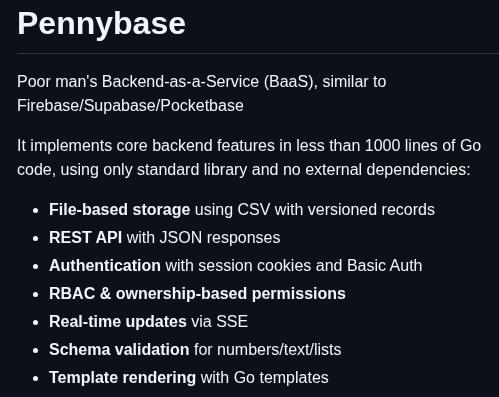 Pennybase
Poor man's Backend-as-a-Service (BaaS), similar to
Firebase/Supabase/Pocketbase
It implements core backend features in less than 1000 lines of Go
code, using only standard library and no external dependencies:
• File-based storage using CSV with versioned records
• REST API with JSON responses
• Authentication with session cookies and Basic Auth
• RBAC & ownership-based permissions
• Real-time updates via SSE
• Schema validation for numbers/text/lists
• Template rendering with Go templates